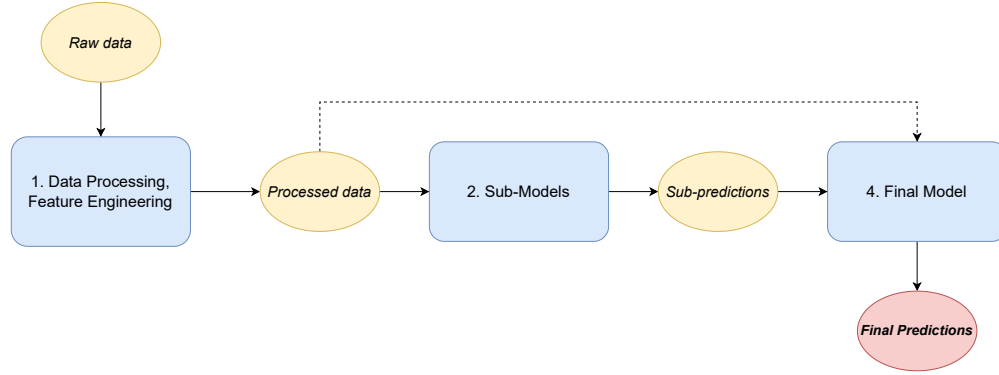 Raw data
1. Data Processing,
Feature Engineering
Processed data
2. Sub-Models
Sub-predictions
4. Final Model
Final Predictions